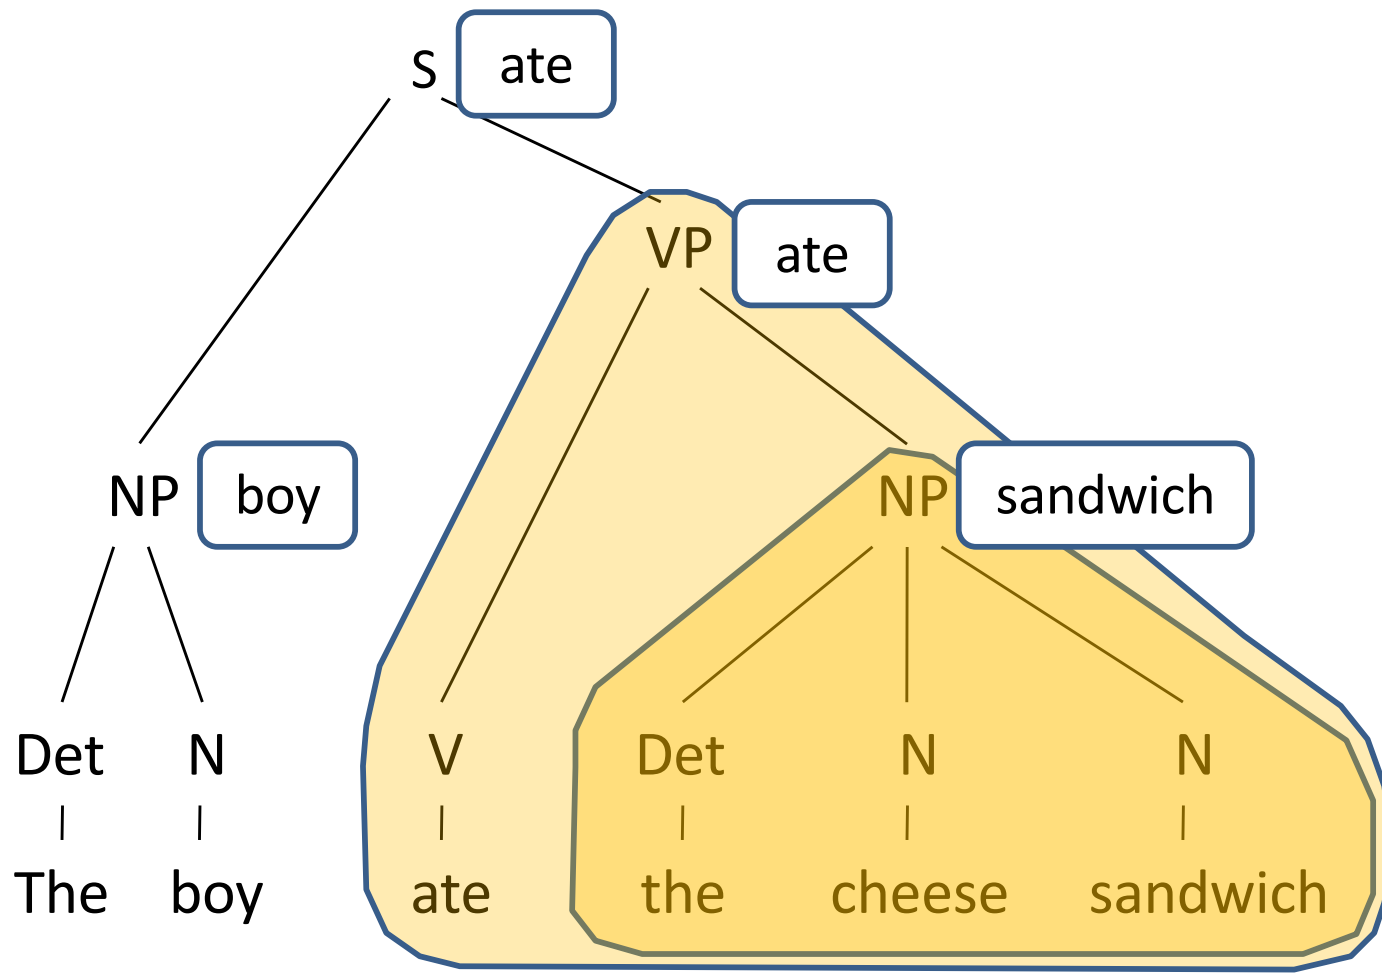 S ate
VP ate
NP boy NP sandwich
Det N V Det N N
The boy ate the cheese sandwich